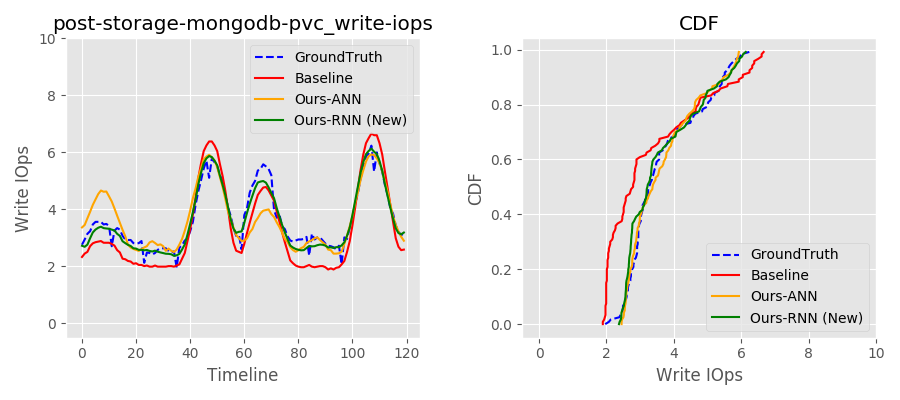 post-storage-mongodb-pvc_write-iops
10
8
6
4
2
0
Write IOps
0 20 40 60 80 100 120
Timeline
GroundTruth
Baseline
Ours-ANN
Ours-RNN (New)
CDF
1.0
0.8
0.6
0.4
0.2
0.0
CDF
0 2 4 6 8 10
Write IOps
GroundTruth
Baseline
Ours-ANN
Ours-RNN (New)